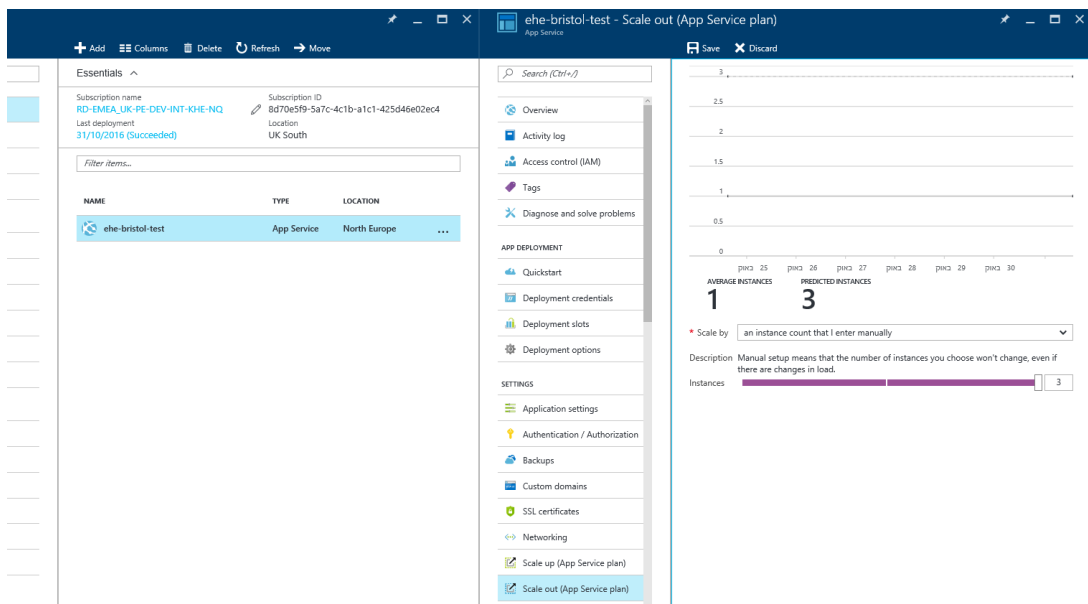 Add Columns Delete Refresh Move
Essentials
Subscription name
RD-EMEA_UK-PE-DEV-INT-KHE-NQ
Last deployment
31/10/2016 (Succeeded)
Subscription ID
8d70e5f9-5a7c-4c1b-a1c1-425d46e02ec4
Location
UK South
Filter items...
NAME TYPE LOCATION
ehe-bristol-test App Service North Europe ...
ehe-bristol-test - Scale out (App Service plan)
App Service
Search (Ctrl+/)
Overview
Activity log
Access control (IAM)
Tags
Diagnose and solve problems
APP DEPLOYMENT
Quickstart
Deployment credentials
Deployment slots
Deployment options
SETTINGS
Application settings
Authentication / Authorization
Backups
Custom domains
SSL certificates
Networking
Scale up (App Service plan)
Scale out (App Service plan)
Save Discard
3
2.5
2
1.5
1
0.5
0
25 באוק 26 באוק 27 באוק 28 באוק 29 באוק 30 באוק
AVERAGE INSTANCES PREDICTED INSTANCES
1 3
* Scale by an instance count that I enter manually
Description Manual setup means that the number of instances you choose won't change, even if
there are changes in load.
Instances 3